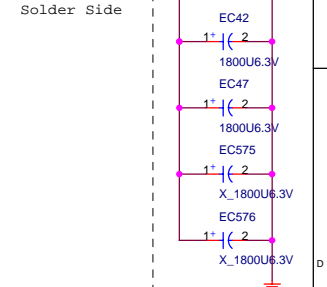 Solder Side
EC42
1+ 2
1800U6.3V
EC47
1+ 2
1800U6.3V
EC575
1+ 2
X_1800U6.3V
EC576
1+ 2
X_1800U6.3V
D